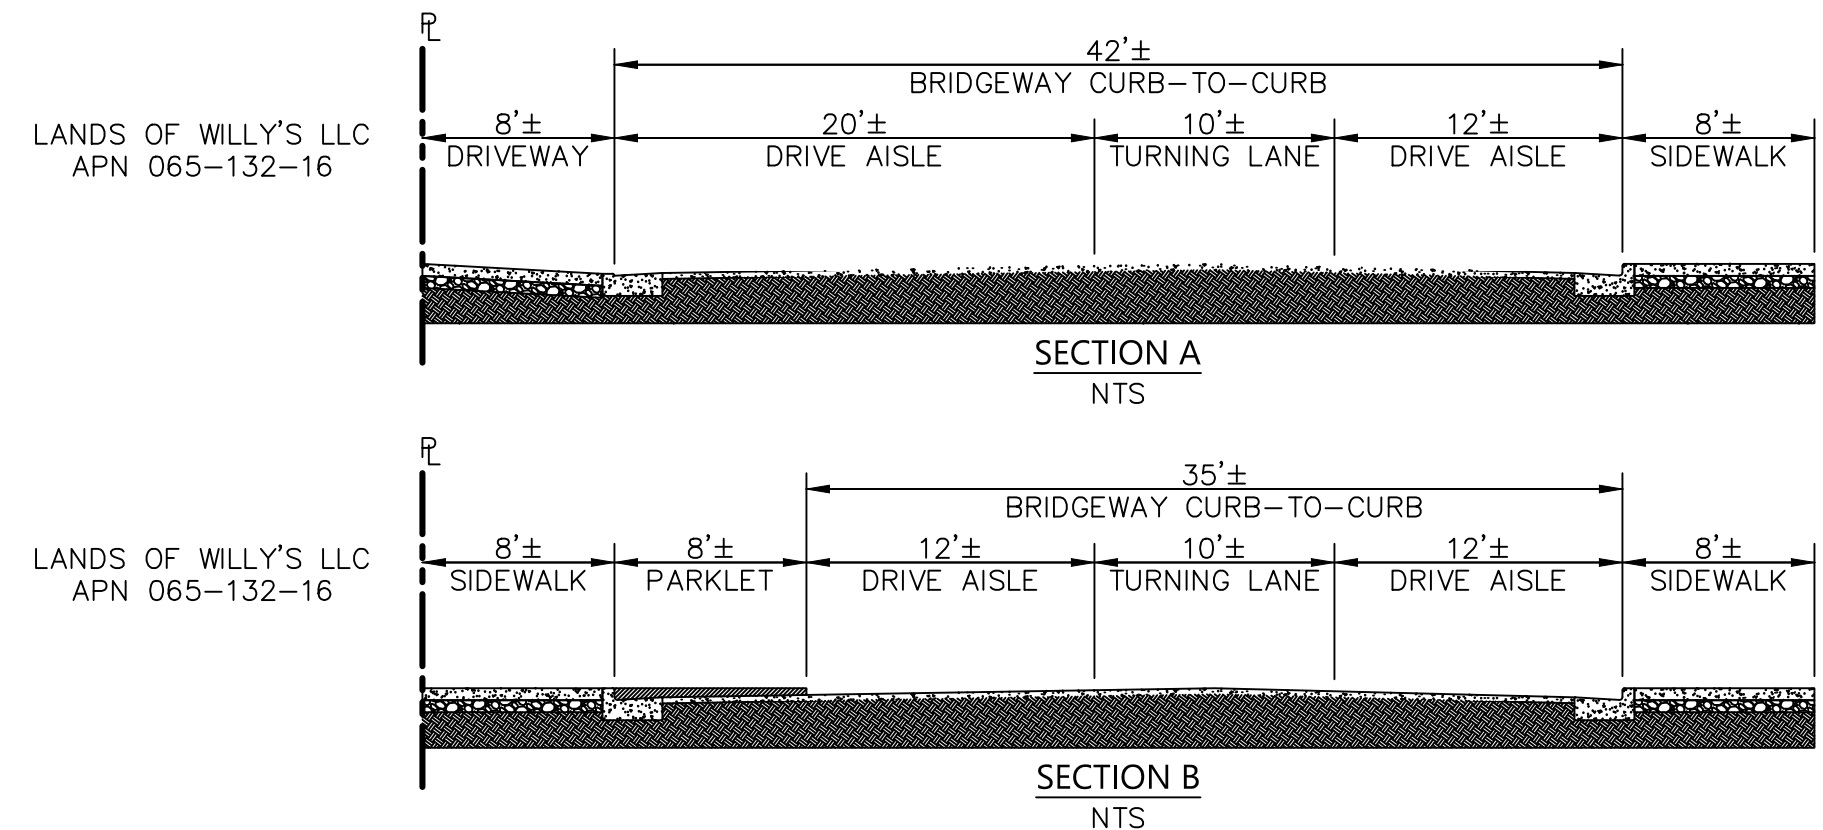 PL
42'±
BRIDGEWAY CURB-TO-CURB
LANDS OF WILLY'S LLC
APN 065-132-16
8'± 20'± 10'± 12'± 8'±
DRIVEWAY DRIVE AISLE TURNING LANE DRIVE AISLE SIDEWALK
SECTION A
NTS
PL
35'±
BRIDGEWAY CURB-TO-CURB
LANDS OF WILLY'S LLC
APN 065-132-16
8'± 8'± 12'± 10'± 12'± 8'±
SIDEWALK PARKLET DRIVE AISLE TURNING LANE DRIVE AISLE SIDEWALK
SECTION B
NTS